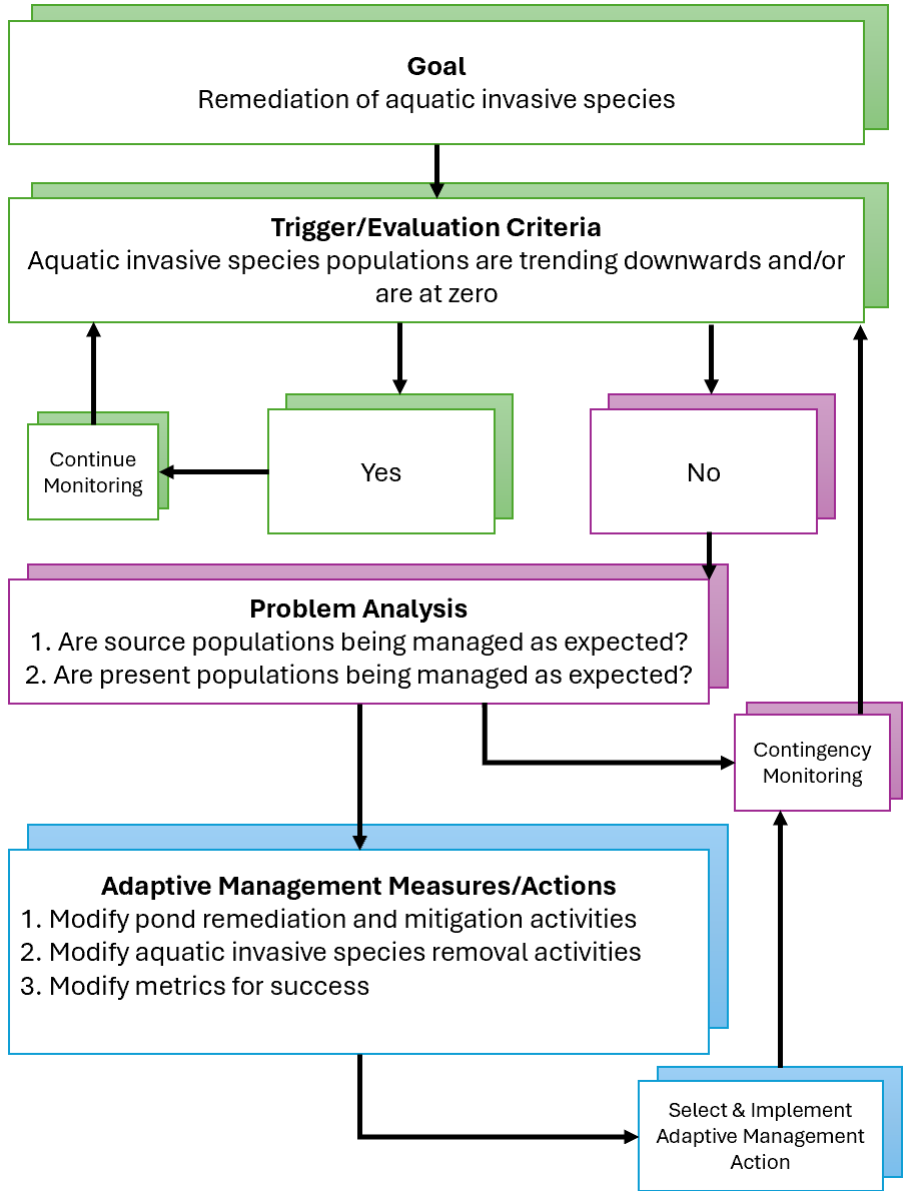 Goal
Remediation of aquatic invasive species
Trigger/Evaluation Criteria
Aquatic invasive species populations are trending downwards and/or
are at zero
Continue
Monitoring
Yes
No
Problem Analysis
1. Are source populations being managed as expected?
2. Are present populations being managed as expected?
Contingency
Monitoring
Adaptive Management Measures/Actions
1. Modify pond remediation and mitigation activities
2. Modify aquatic invasive species removal activities
3. Modify metrics for success
Select & Implement
Adaptive Management
Action